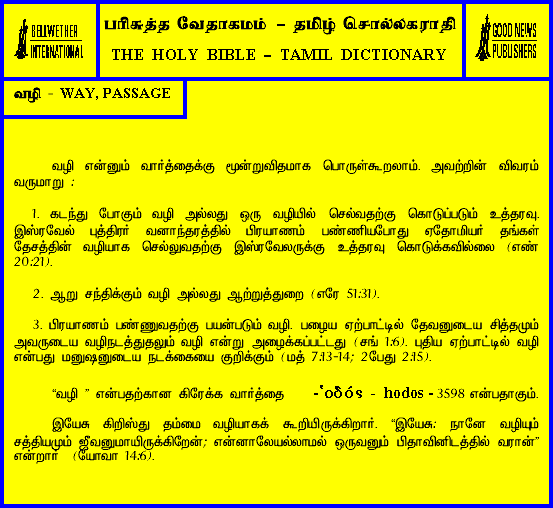 BELLWETHER
INTERNATIONAL
பரிசுத்த வேதாகமம் - தமிழ் சொல்லகராதி
THE HOLY BIBLE – TAMIL DICTIONARY
GOOD NEWS
PUBLISHERS
வழி - WAY, PASSAGE
வழி என்னும் வார்த்தைக்கு மூன்றுவிதமாக பொருள்கூறலாம். அவற்றின் விவரம்
வருமாறு :
1. கடந்து போகும் வழி அல்லது ஒரு வழியில் செல்வதற்கு கொடுப்படும் உத்தரவு.
இஸ்ரவேல் புத்திரர் வனாந்தரத்தில் பிரயாணம் பண்ணியபோது ஏதோமியர் தங்கள்
தேசத்தின் வழியாக செல்லுவதற்கு இஸ்ரவேலருக்கு உத்தரவு கொடுக்கவில்லை (எண்
20:21).
2. ஆறு சந்திக்கும் வழி அல்லது ஆற்றுத்துறை (எரே 51:31).
3. பிரயாணம் பண்ணுவதற்கு பயன்படும் வழி. பழைய ஏற்பாட்டில் தேவனுடைய சித்தமும்
அவருடைய வழிநடத்துதலும் வழி என்று அழைக்கப்பட்டது (சங் 1:6). புதிய ஏற்பாட்டில் வழி
என்பது மனுஷனுடைய நடக்கையை குறிக்கும் (மத் 7:13-14; 2பேது 2:15).
“வழி ” என்பதற்கான கிரேக்க வார்த்தை -ʽοδός - hodos - 3598 என்பதாகும்.
இயேசு கிறிஸ்து தம்மை வழியாகக் கூறியிருக்கிறார். “இயேசு: நானே வழியும்
சத்தியமும் ஜீவனுமாயிருக்கிறேன்; என்னாலேயல்லாமல் ஒருவனும் பிதாவினிடத்தில் வரான்”
என்றார் (யோவா 14:6).